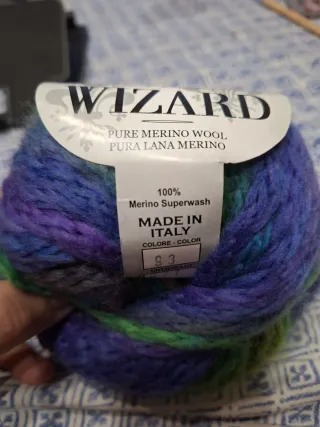 WIZARD
PURE MERINO WOOL
PURA LANA MERINO
100%
Merino Superwash
MADE IN
ITALY
COLORE - COLOR
93